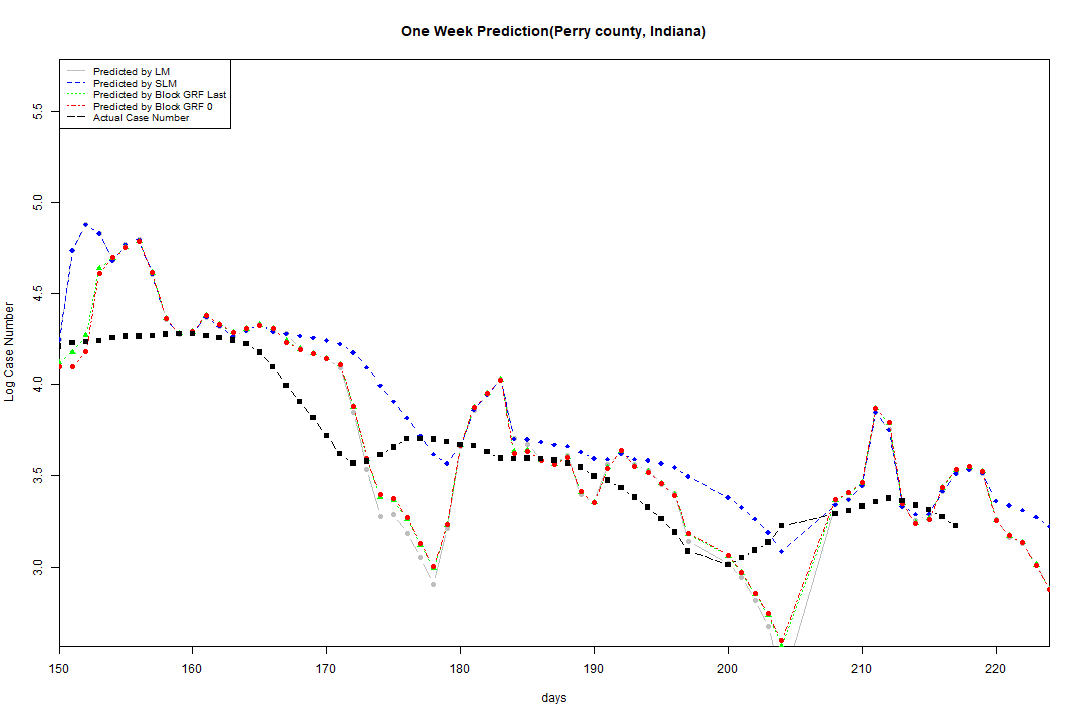 One Week Prediction(Perry county, Indiana)
Predicted by LM
Predicted by SLM
Predicted by Block GRF Last
Predicted by Block GRF 0
Actual Case Number
5.5
5.0
4.5
4.0
3.5
3.0
Log Case Number
150 160 170 180 190 200 210 220
days